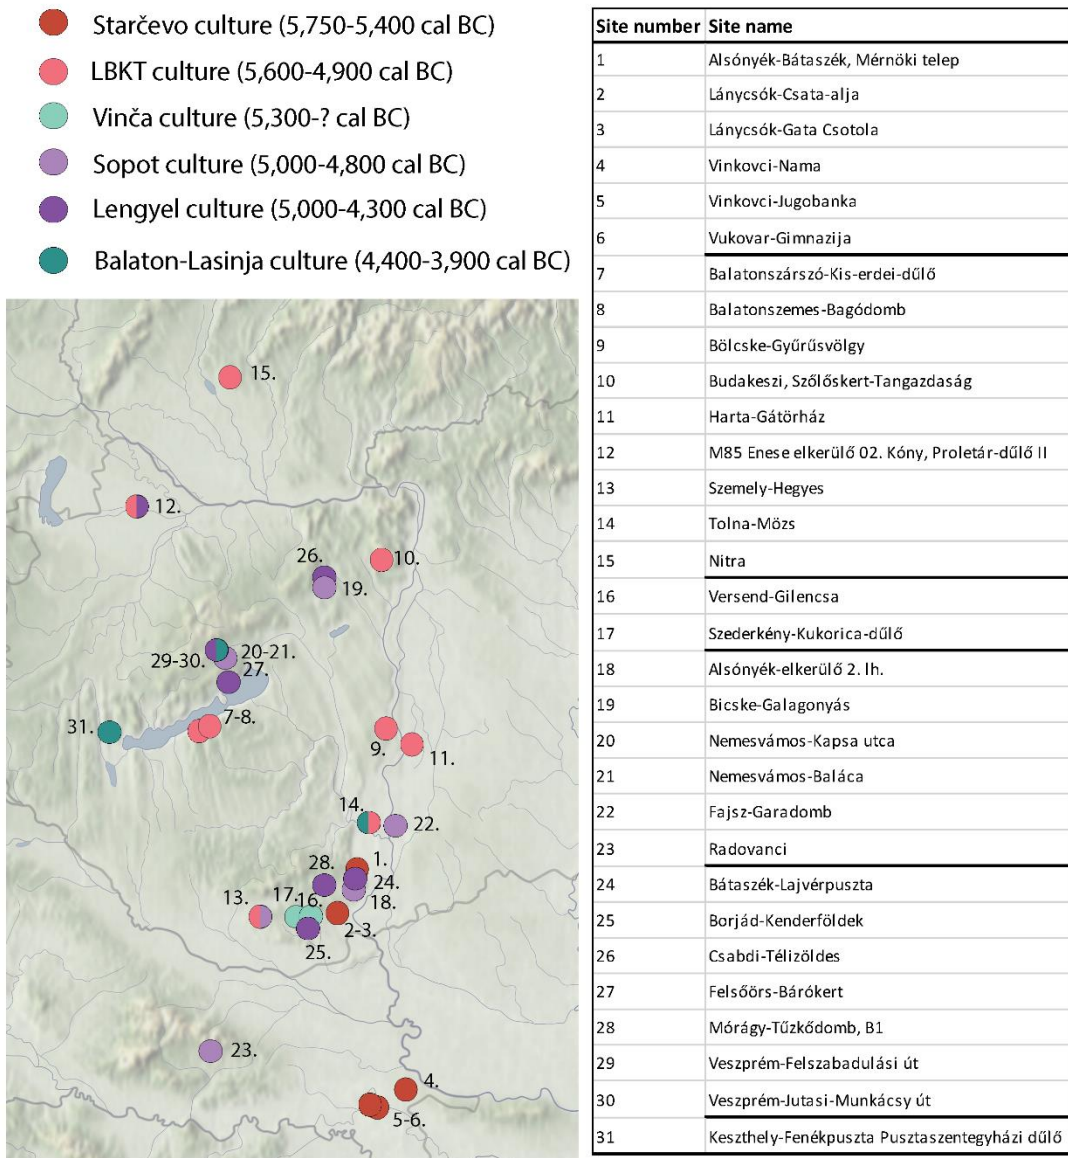 Starčevo culture (5,750-5,400 cal BC)
LBKT culture (5,600-4,900 cal BC)
Vinča culture (5,300-? cal BC)
Sopot culture (5,000-4,800 cal BC)
Lengyel culture (5,000-4,300 cal BC)
Balaton-Lasinja culture (4,400-3,900 cal BC)
15.
12.
26.
10.
19.
29-30.
20-21.
27.
31.
7-8.
9.
11.
14.
22.
1.
28.
24.
13.
17.
16.
18.
2-3.
25.
23.
4.
5-6.
Site number Site name
1 Alsónyék-Bátaszék, Mérnöki telep
2 Lánycsók-Csata-alja
3 Lánycsók-Gata Csotola
4 Vinkovci-Nama
5 Vinkovci-Jugobanka
6 Vukovar-Gimnazija
7 Balatonszárszó-Kis-erdei-dűlő
8 Balatonszemes-Bagódomb
9 Bölcske-Gyűrűsvölgy
10 Budakeszi, Szőlőskert-Tangazdaság
11 Harta-Gátörház
12 M85 Enese elkerülő 02. Kóny, Proletár-dűlő II
13 Szemely-Hegyes
14 Tolna-Mözs
15 Nitra
16 Versend-Gilencsa
17 Szederkény-Kukorica-dűlő
18 Alsónyék-elkerülő 2. lh.
19 Bicske-Galagonyás
20 Nemesvámos-Kapsa utca
21 Nemesvámos-Baláca
22 Fajsz-Garadomb
23 Radovanci
24 Bátaszék-Lajvérpuszta
25 Borjád-Kenderföldek
26 Csabdi-Télizöldes
27 Felsőörs-Bárókert
28 Mórágy-Tűzkődomb, B1
29 Veszprém-Felszabadulási út
30 Veszprém-Jutasi-Munkácsy út
31 Keszthely-Fenékpuszta Pusztaszentegyházi dűlő